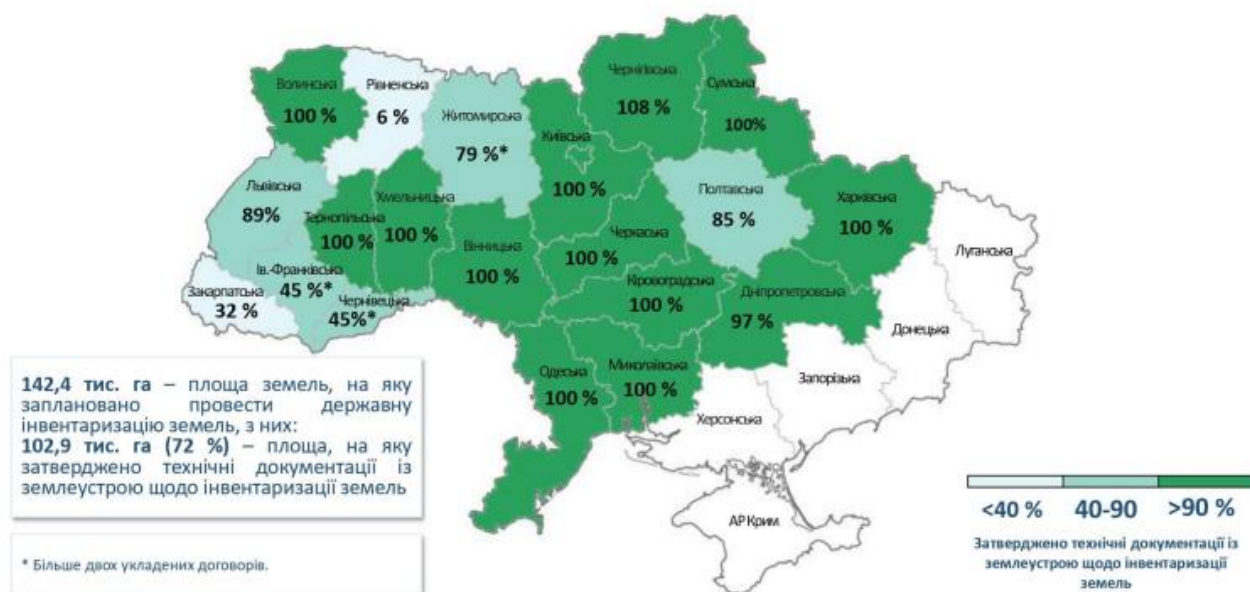 Чернігівська
108 %
Сумська
100%
Волинська
100 %
Рівненська
6 %
Житомирська
79 %*
Київська
100 %
Львівська
89%
Тернопільська
100 %
Хмельницька
100 %
Вінницька
100 %
Черкаська
100 %
Полтавська
85 %
Харківська
100 %
Луганська
Ів.-Франківська
45 %*
Закарпатська
32 %
Чернівецька
45%*
Кіровоградська
100 %
Дніпропетровська
97 %
Донецька
Запорізька
Одеська
100 %
Миколаївська
100 %
Херсонська
АР Крим
142,4 тис. га – площа земель, на яку
заплановано провести державну
інвентаризацію земель, з них:
102,9 тис. га (72 %) – площа, на яку
затверджено технічні документації із
землеустрою щодо інвентаризації земель
* Більше двох укладених договорів.
<40 % 40-90 >90 %
Затверджено технічні документації із
землеустрою щодо інвентаризації
земель